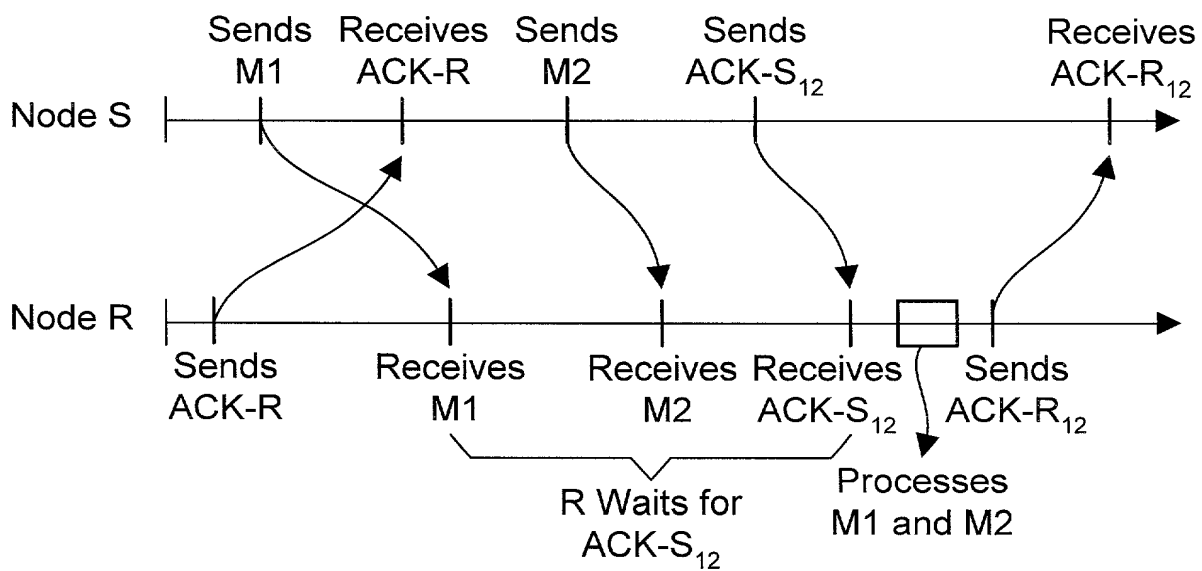 Sends
M1
Receives
ACK-R
Sends
M2
Sends
ACK-S₁₂
Receives
ACK-R₁₂
Node S
Node R
Sends
ACK-R
Receives
M1
Receives
M2
Receives
ACK-S₁₂
Sends
ACK-R₁₂
R Waits for
ACK-S₁₂
Processes
M1 and M2